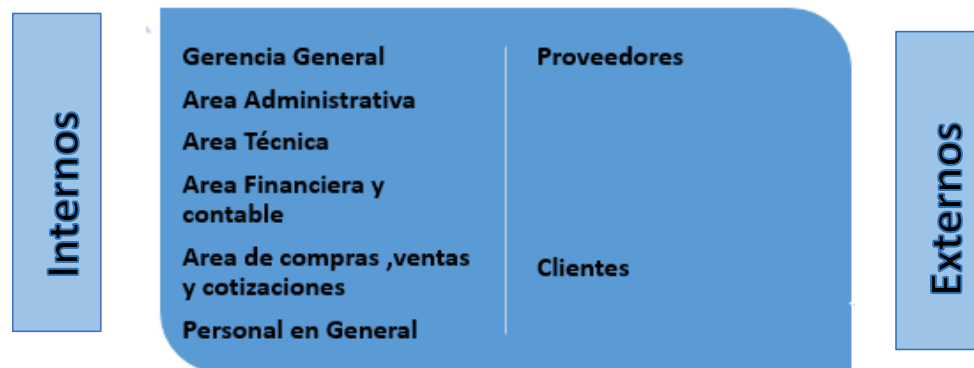 Internos
Gerencia General
Area Administrativa
Area Técnica
Area Financiera y
contable
Area de compras ,ventas
y cotizaciones
Personal en General
Proveedores
Clientes
Externos